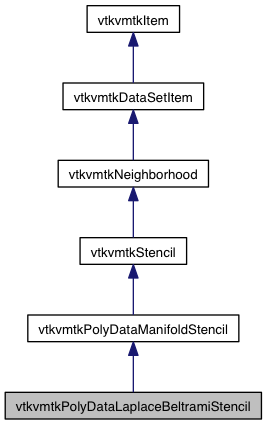 vtkvmtkItem
vtkvmtkDataSetItem
vtkvmtkNeighborhood
vtkvmtkStencil
vtkvmtkPolyDataManifoldStencil
vtkvmtkPolyDataLaplaceBeltramiStencil